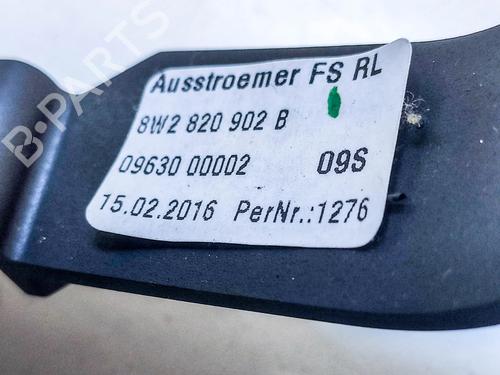 B-PARTS
Ausstroemer FS RL
8W2 820 902 B
09630 00002 09S
15.02.2016 PerNr.:1276